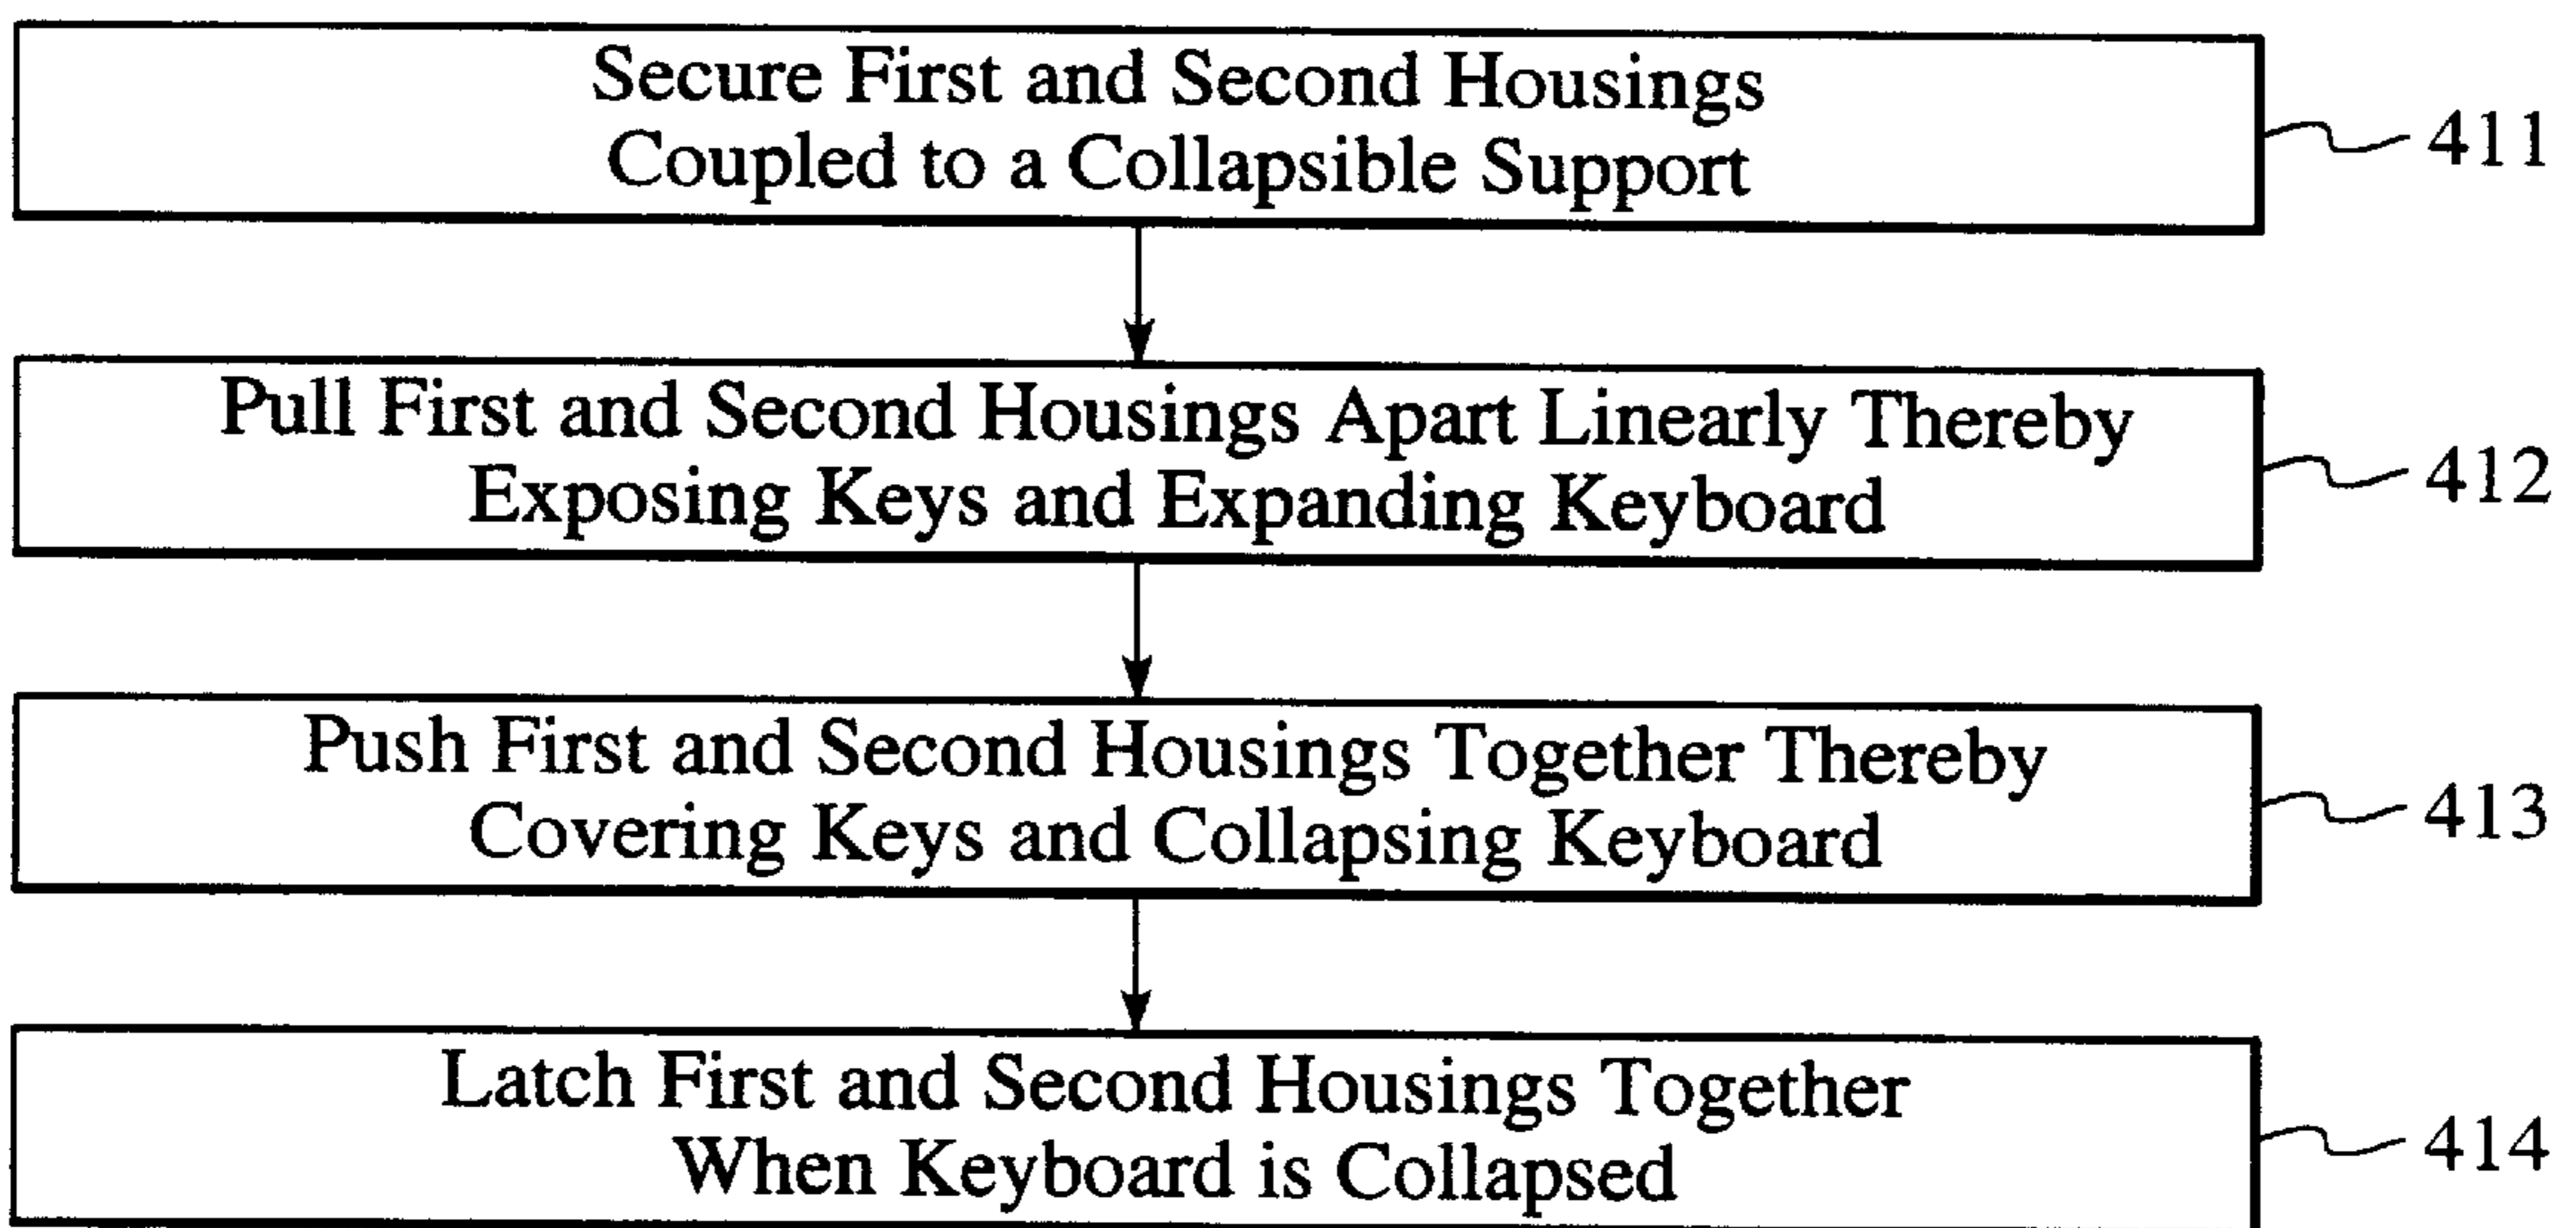 Secure First and Second Housings
Coupled to a Collapsible Support
411
Pull First and Second Housings Apart Linearly Thereby
Exposing Keys and Expanding Keyboard
412
Push First and Second Housings Together Thereby
Covering Keys and Collapsing Keyboard
413
Latch First and Second Housings Together
When Keyboard is Collapsed
414